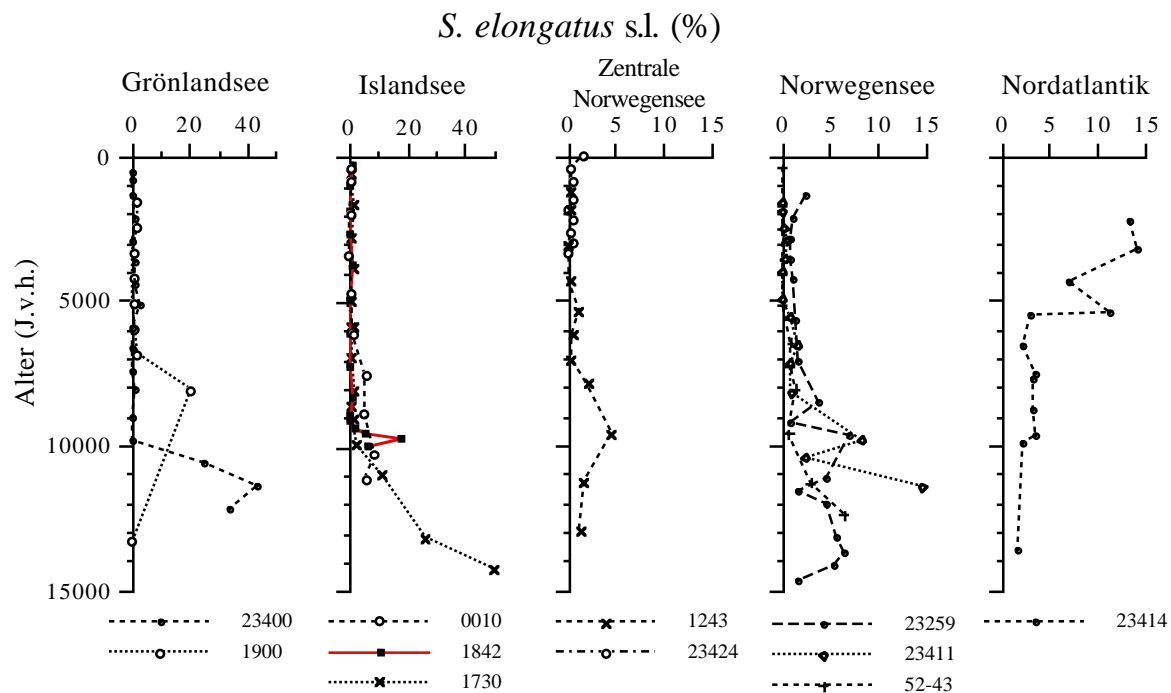 S. elongatus s.l. (%)
Grönlandsee
Islandsee
Zentrale
Norwegensee
Norwegensee
Nordatlantik
0 20 40
0 20 40
0 5 10 15
0 5 10 15
0 5 10 15
Alter (J.v.h.)
0
5000
10000
15000
23400
1900
0010
1842
1730
1243
23424
23259
23411
52-43
23414